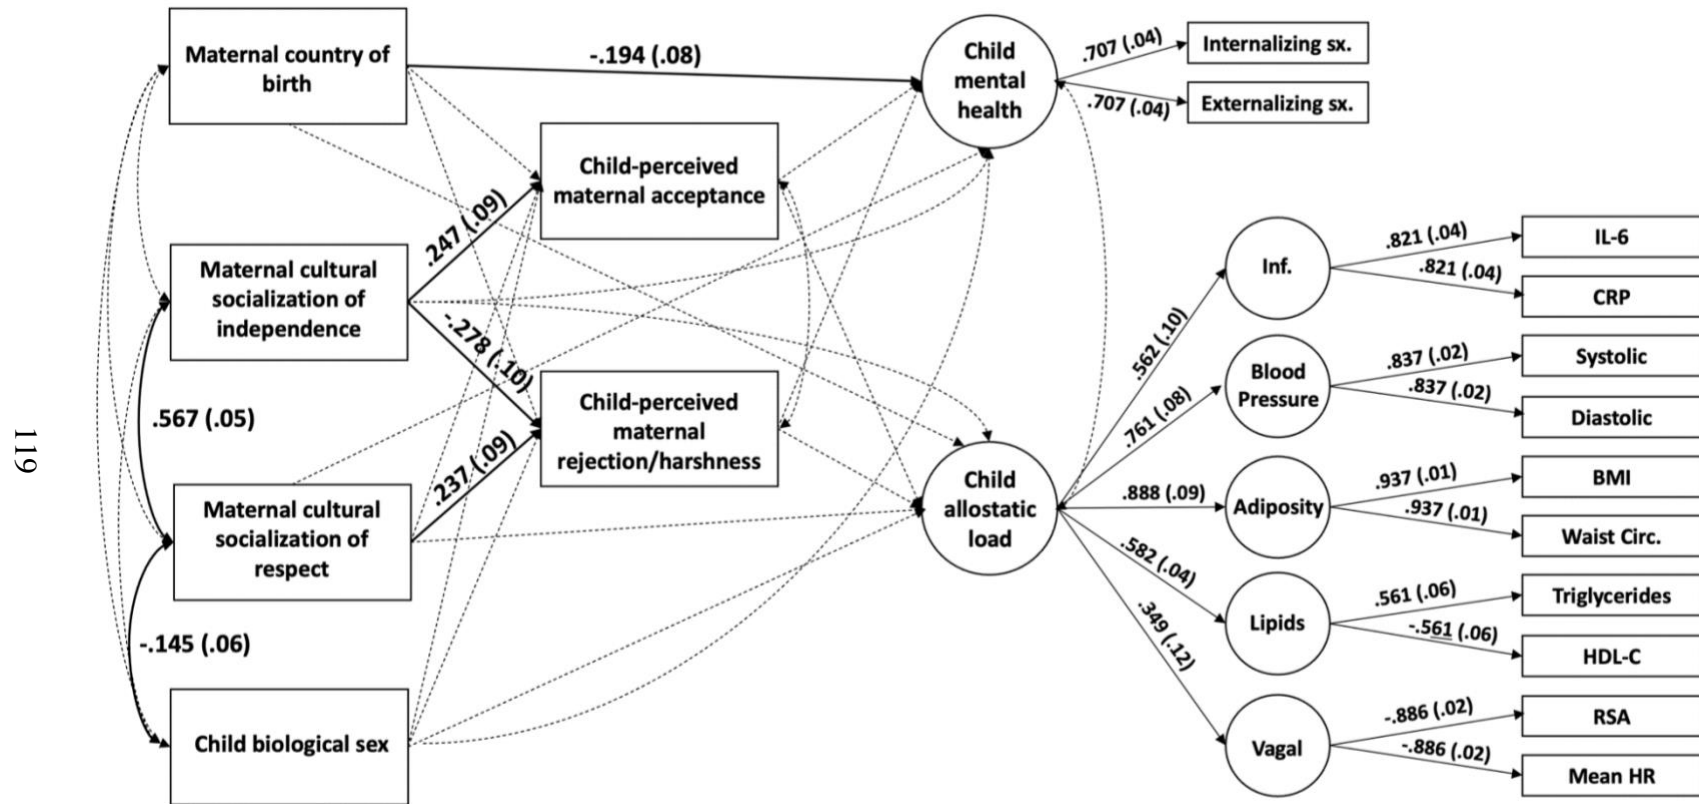 Maternal country of
birth
-.194 (.08)
Child
mental
health
.707 (.04)
Internalizing sx.
.707 (.04)
Externalizing sx.
Child-perceived
maternal acceptance
.247 (.09)
Maternal cultural
socialization of
independence
-.278 (.10)
Child-perceived
maternal
rejection/harshness
.567 (.05)
.237 (.09)
Maternal cultural
socialization of
respect
-.145 (.06)
Child biological sex
Child
allostatic
load
.562 (.10)
Inf.
.821 (.04)
IL-6
.821 (.04)
CRP
.761 (.08)
Blood
Pressure
.837 (.02)
Systolic
.837 (.02)
Diastolic
.888 (.09)
Adiposity
.937 (.01)
BMI
.937 (.01)
Waist Circ.
.582 (.04)
Lipids
.561 (.06)
Triglycerides
-.561 (.06)
HDL-C
.349 (.12)
Vagal
-.886 (.02)
RSA
-.886 (.02)
Mean HR
119